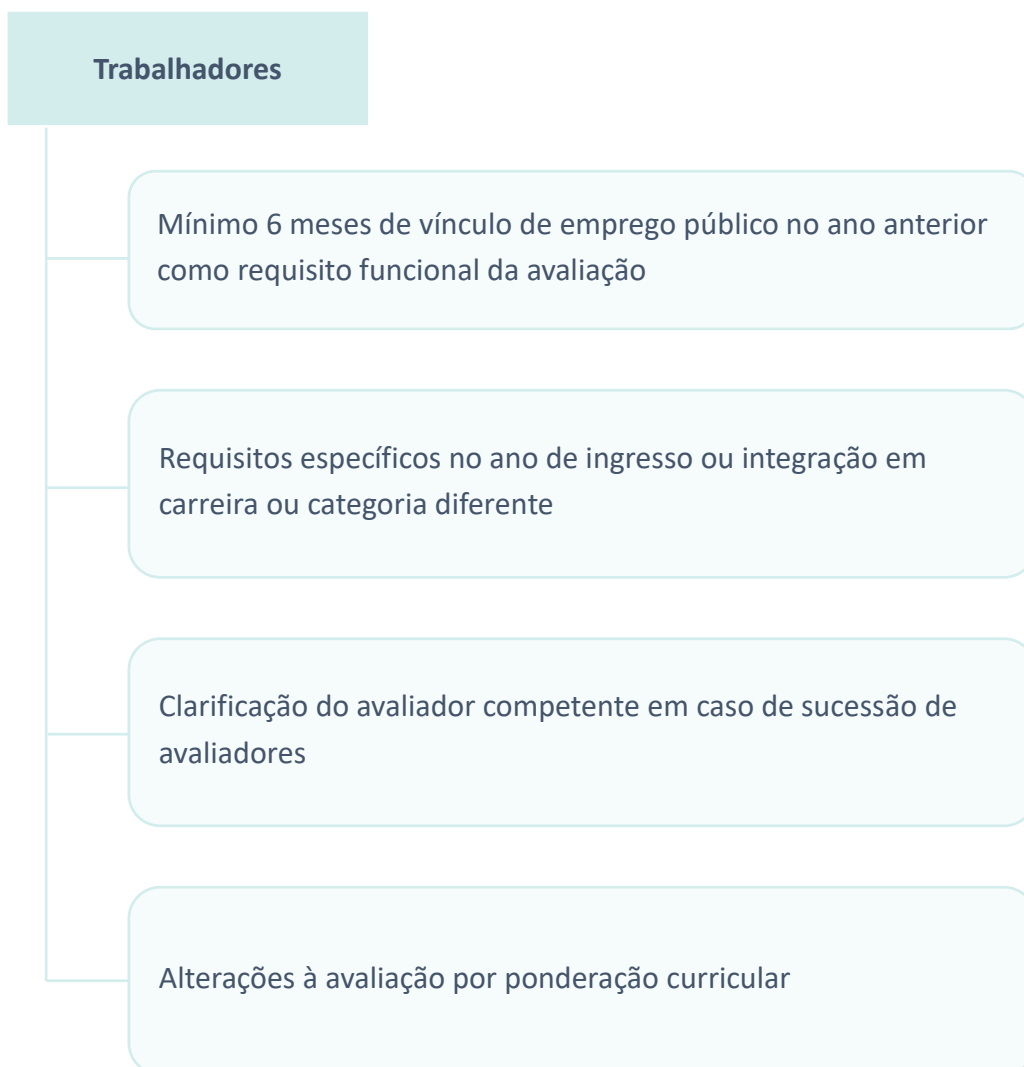 Trabalhadores
Mínimo 6 meses de vínculo de emprego público no ano anterior
como requisito funcional da avaliação
Requisitos específicos no ano de ingresso ou integração em
carreira ou categoria diferente
Clarificação do avaliador competente em caso de sucessão de
avaliadores
Alterações à avaliação por ponderação curricular